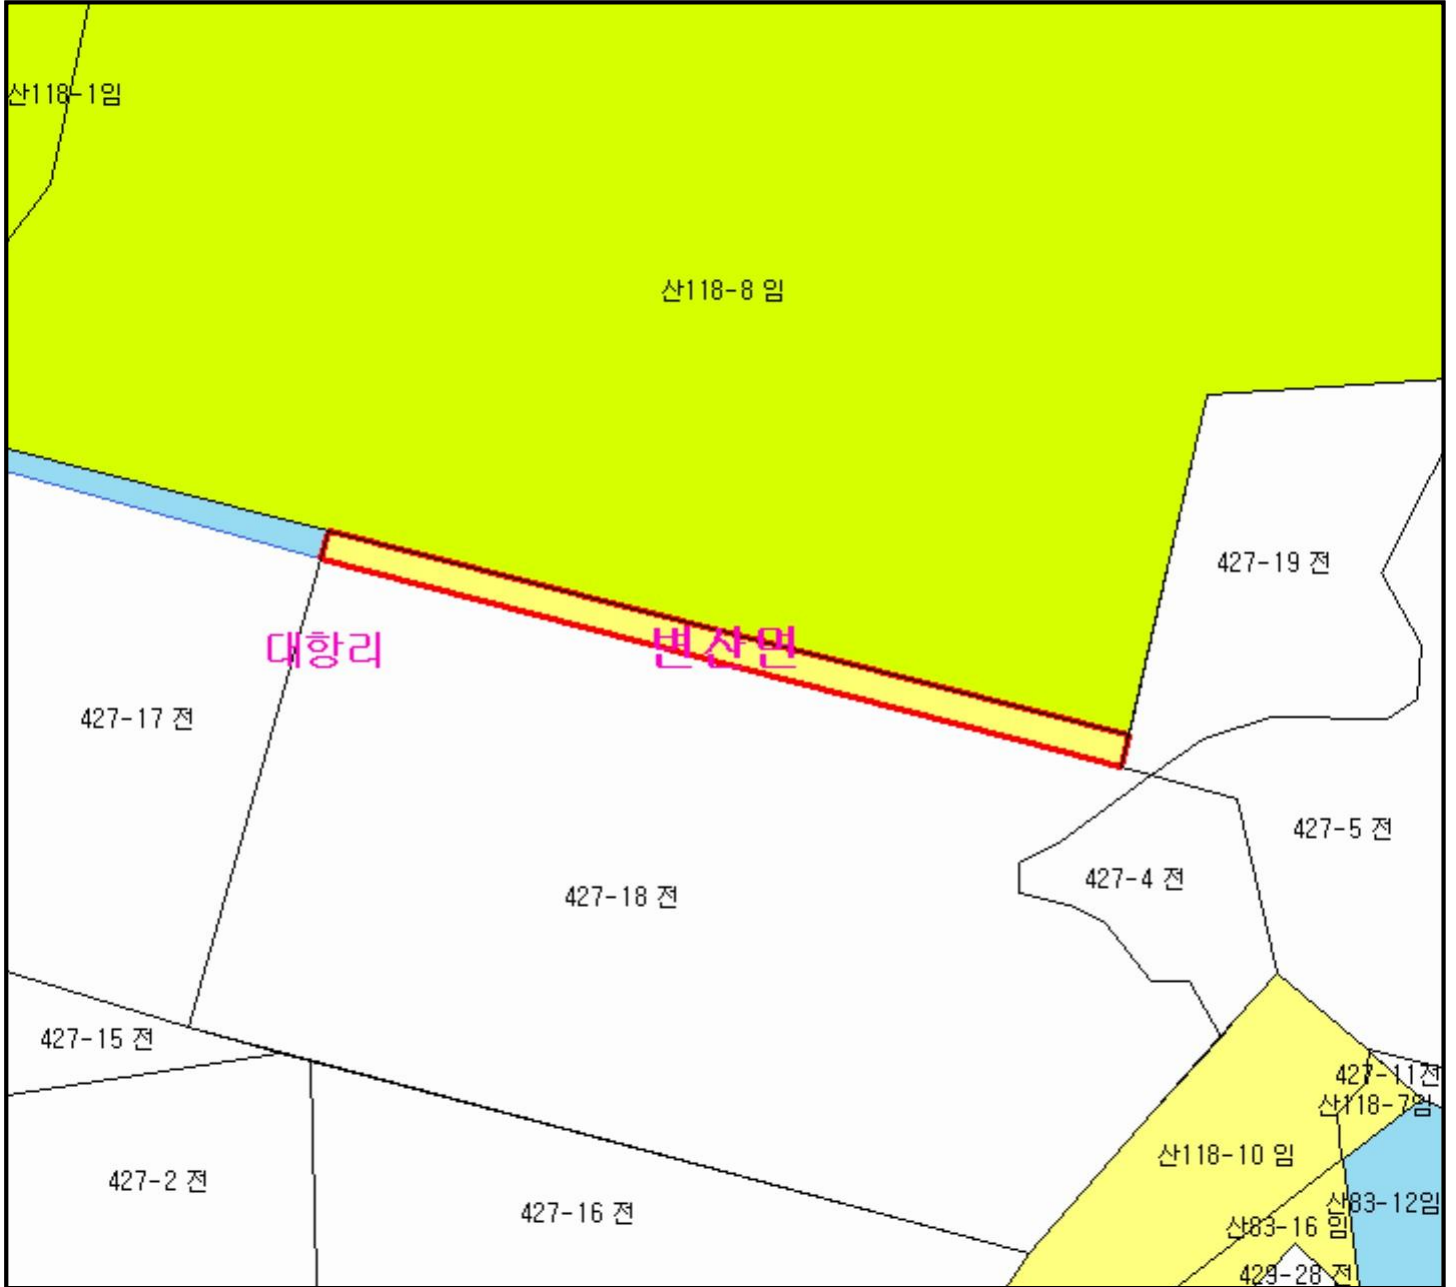 산118-1임
산118-8 임
427-19 전
대항리
변산면
427-17 전
427-5 전
427-4 전
427-18 전
427-15 전
427-11전
산118-7임
산118-10 임
427-2 전
산83-12임
427-16 전
산83-16 임
429-28 전